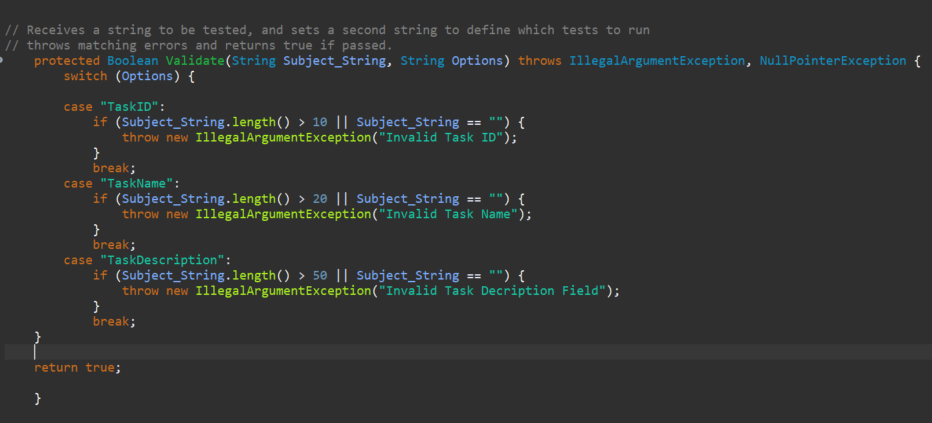 // Receives a string to be tested, and sets a second string to define which tests to run
// throws matching errors and returns true if passed.
protected Boolean Validate(String Subject_String, String Options) throws IllegalArgumentException, NullPointerException {
switch (Options) {
case "TaskID":
if (Subject_String.length() > 10 || Subject_String == "") {
throw new IllegalArgumentException("Invalid Task ID");
}
break;
case "TaskName":
if (Subject_String.length() > 20 || Subject_String == "") {
throw new IllegalArgumentException("Invalid Task Name");
}
break;
case "TaskDescription":
if (Subject_String.length() > 50 || Subject_String == "") {
throw new IllegalArgumentException("Invalid Task Decription Field");
}
break;
}
return true;
}